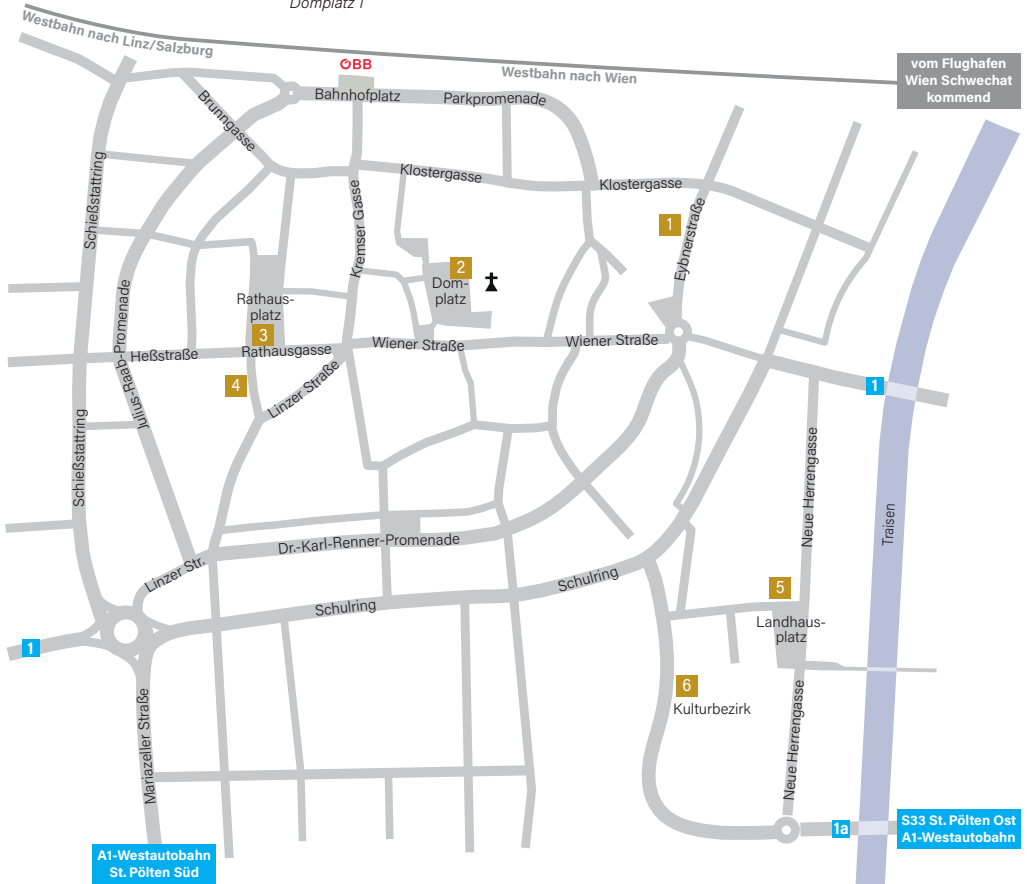 Domplatz 1
Westbahn nach Linz/Salzburg
ÖBB
Westbahn nach Wien
vom Flughafen
Wien Schwechat
kommend
Bahnhofplatz
Parkpromenade
Brunngasse
Schießstattring
Klostergasse
Klostergasse
Kremser Gasse
1
Eybnerstraße
2
Dom-
platz
Rathaus-
platz
3
Julius-Raab-Promenade
Heßstraße
Rathausgasse
Wiener Straße
Wiener Straße
4
Linzer Straße
1
Schießstattring
Neue Herrengasse
Traisen
Dr.-Karl-Renner-Promenade
Linzer Str.
Schulring
Schulring
5
Landhaus-
platz
1
6
Kulturbezirk
Mariazeller Straße
Neue Herrengasse
1a
S33 St. Pölten Ost
A1-Westautobahn
A1-Westautobahn
St. Pölten Süd